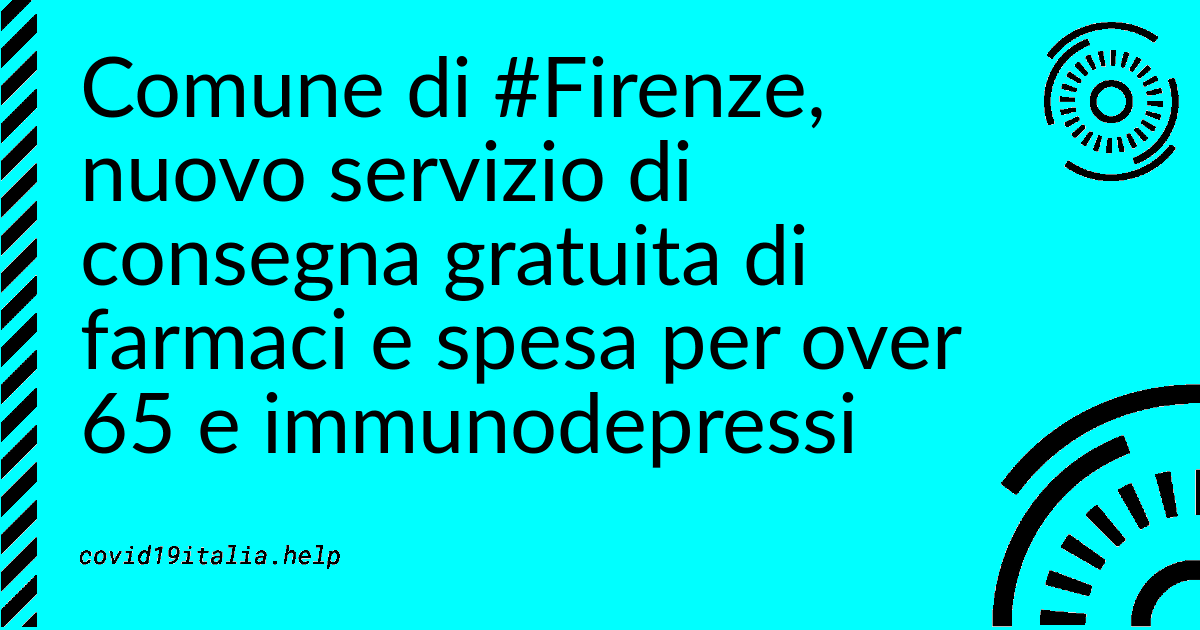 Comune di #Firenze,
nuovo servizio di
consegna gratuita di
farmaci e spesa per over
65 e immunodepressi
covid19italia.help